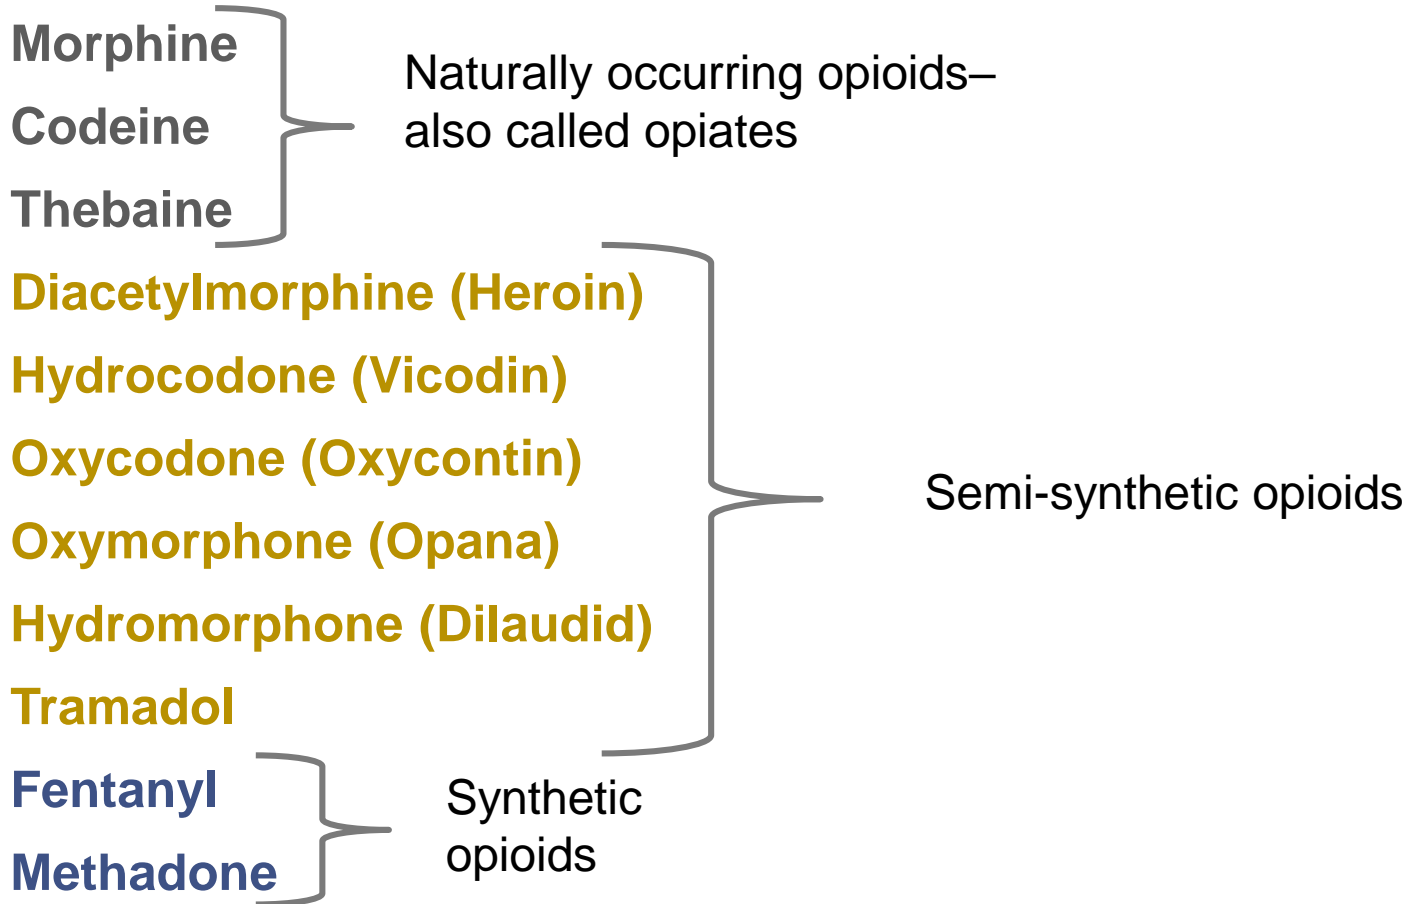 Morphine
Codeine
Thebaine
Naturally occurring opioids–
also called opiates
Diacetylmorphine (Heroin)
Hydrocodone (Vicodin)
Oxycodone (Oxycontin)
Oxymorphone (Opana)
Hydromorphone (Dilaudid)
Tramadol
Semi-synthetic opioids
Fentanyl
Methadone
Synthetic
opioids